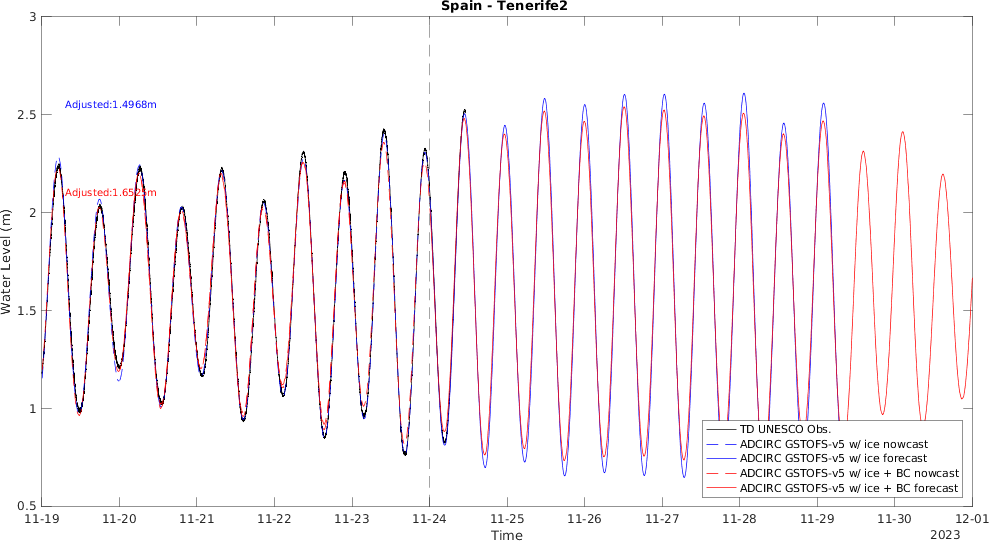 Spain - Tenerife2
3
2.5
2
1.5
1
0.5
Water Level (m)
Adjusted:1.4968m
Adjusted:1.6525m
TD UNESCO Obs.
ADCIRC GSTOFS-v5 w/ ice nowcast
ADCIRC GSTOFS-v5 w/ ice forecast
ADCIRC GSTOFS-v5 w/ ice + BC nowcast
ADCIRC GSTOFS-v5 w/ ice + BC forecast
11-19 11-20 11-21 11-22 11-23 11-24 11-25 11-26 11-27 11-28 11-29 11-30 12-01
Time
2023